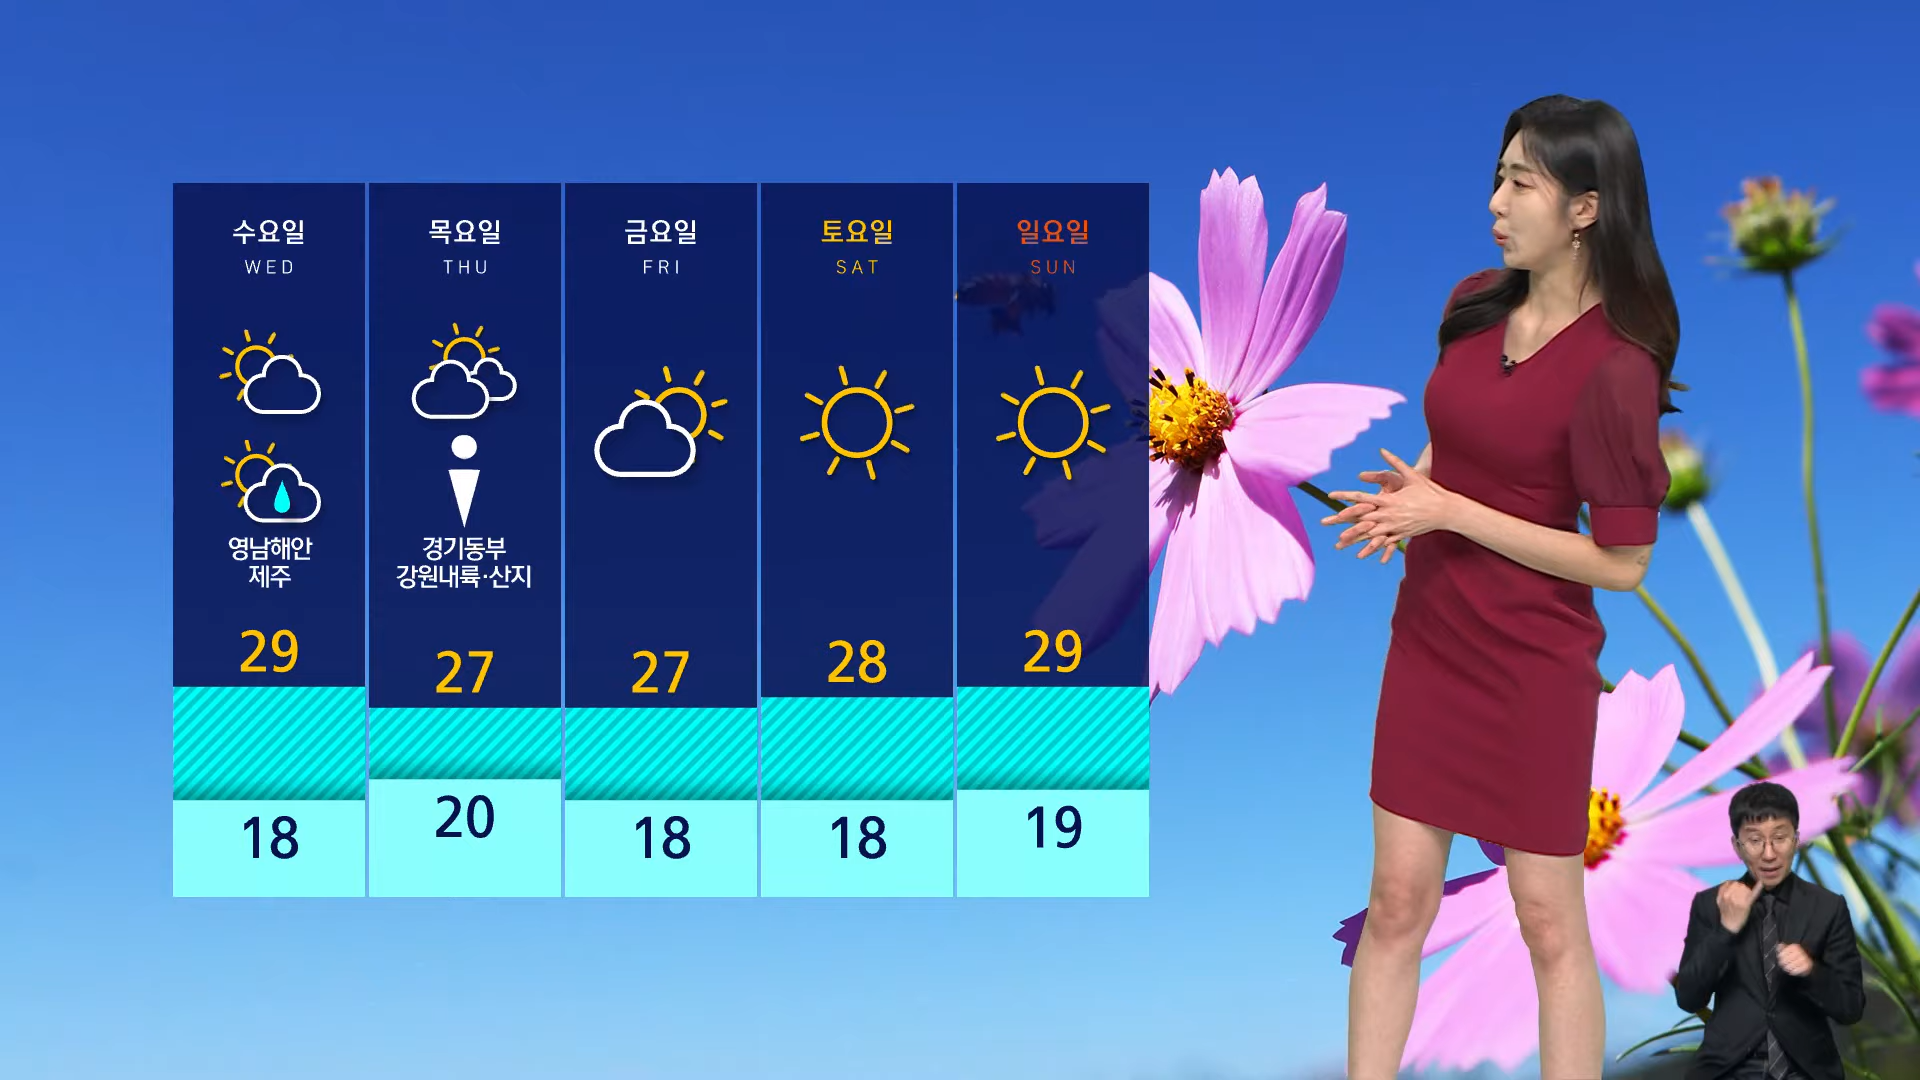 수요일
WED
영남해안
제주
29
18
목요일
THU
경기동부
강원내륙·산지
27
20
금요일
FRI
27
18
토요일
SAT
28
18
일요일
SUN
29
19